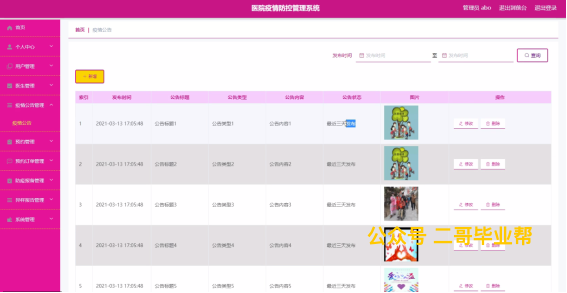 医院疫情防控管理系统
管理员 abo 退出到前台 退出登录
首页
个人中心
用户管理
医生管理
疫情公告管理
疫情公告
预约管理
预约订单管理
防疫报备管理
样样报告管理
系统管理
首页 | 疫情公告
发布时间 发布时间 至 发布时间 查询
+ 新增
索引 发布时间 公告标题 公告类型 公告内容 公告状态 图片 操作
1 2021-03-13 17:05:48 公告标题1 公告类型1 公告内容1 最近三天发布 修改 删除
2 2021-03-13 17:05:48 公告标题2 公告类型2 公告内容2 最近三天发布 修改 删除
3 2021-03-13 17:05:48 公告标题3 公告类型3 公告内容3 最近三天发布 修改 删除
4 2021-03-13 17:05:48 公告标题4 公告类型4 公告内容4 最近三天发布 修改 删除
公众号 二哥毕业帮
5 2021-03-13 17:05:48 公告标题5 公告类型5 公告内容5 最近三天发布 修改 删除